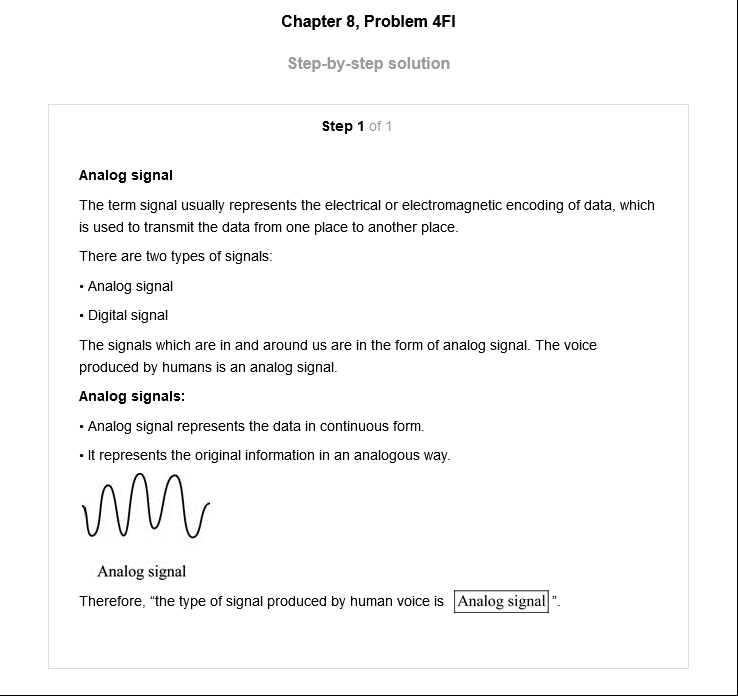 Chapter 8, Problem 4FI
Step-by-step solution
Step 1 of 1
Analog signal
The term signal usually represents the electrical or electromagnetic encoding of data, which
is used to transmit the data from one place to another place.
There are two types of signals:
• Analog signal
• Digital signal
The signals which are in and around us are in the form of analog signal. The voice
produced by humans is an analog signal.
Analog signals:
• Analog signal represents the data in continuous form.
• It represents the original information in an analogous way.
Analog signal
Therefore, “the type of signal produced by human voice is Analog signal ”.